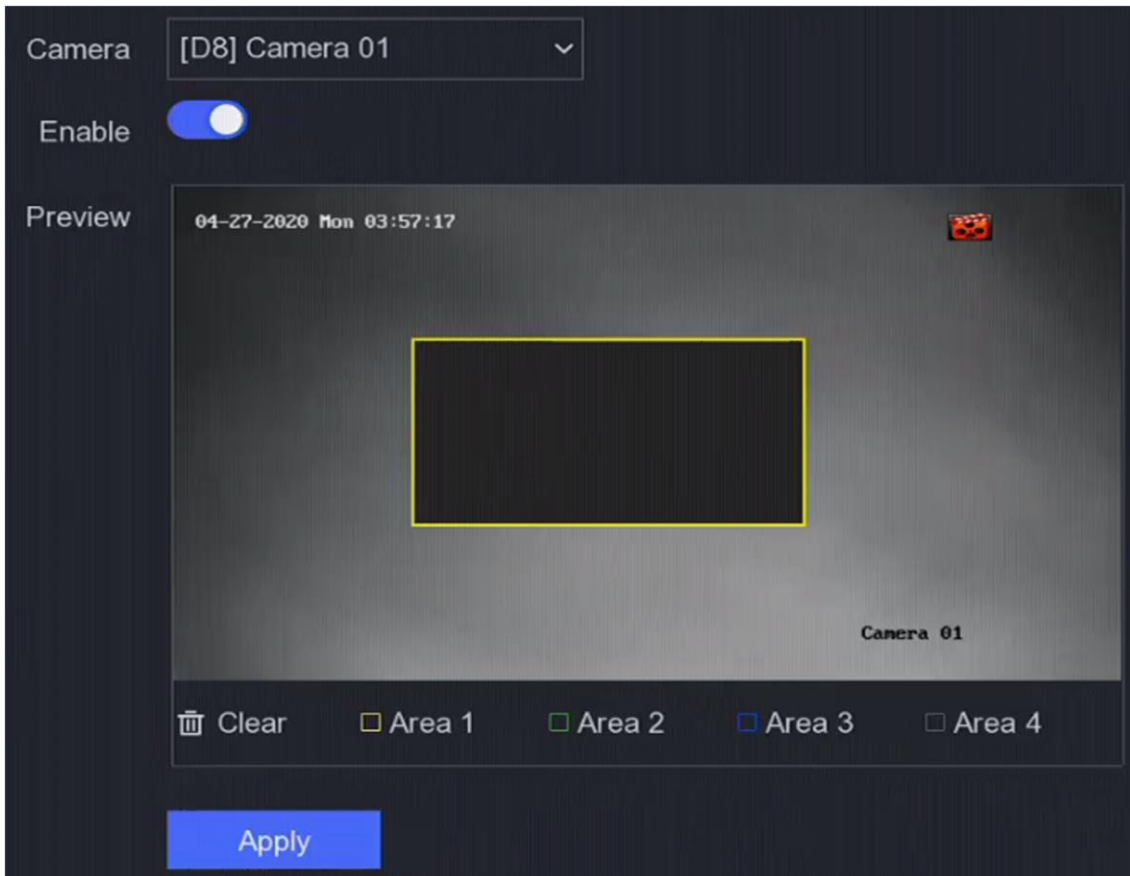 Camera [D8] Camera 01
Enable
Preview
04-27-2020 Mon 03:57:17
Camera 01
Clear Area 1 Area 2 Area 3 Area 4
Apply